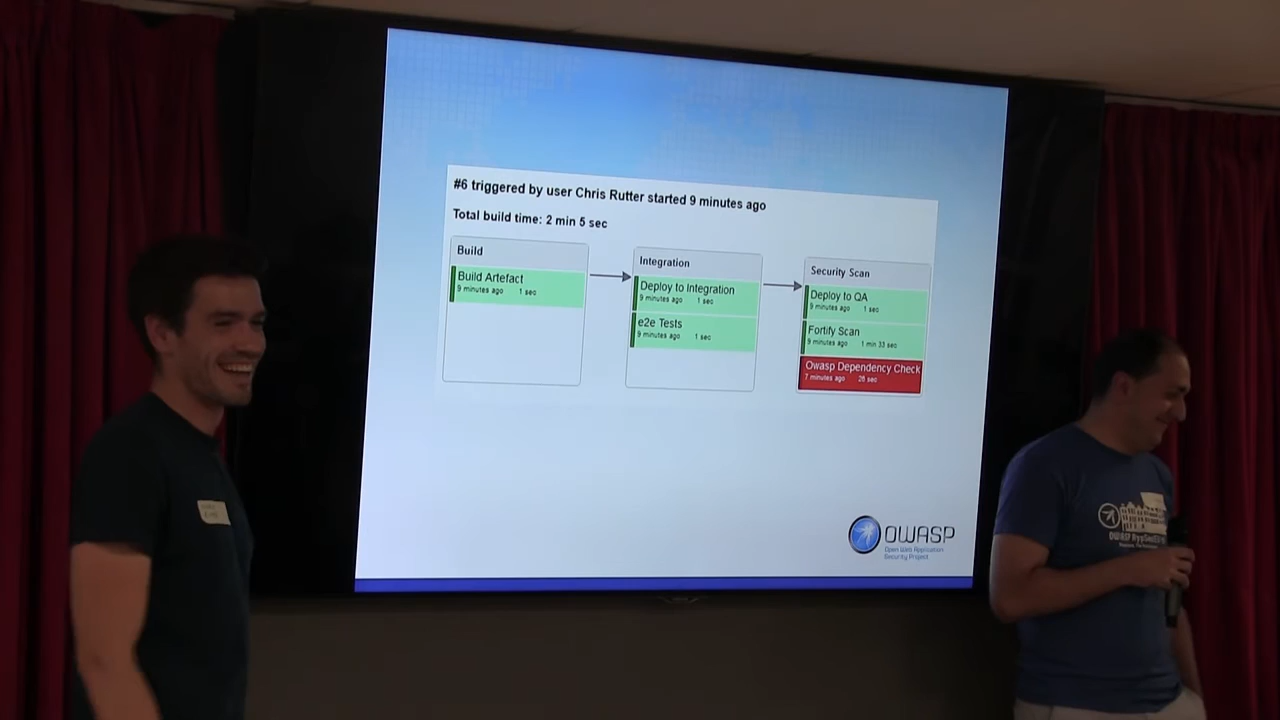 #6 triggered by user Chris Rutter started 9 minutes ago
Total build time: 2 min 5 sec
Build
Build Artefact
9 minutes ago 1 sec
Integration
Deploy to Integration
9 minutes ago 1 sec
e2e Tests
9 minutes ago 1 sec
Security Scan
Deploy to QA
9 minutes ago 1 sec
Fortify Scan
9 minutes ago 1 min 33 sec
Owasp Dependency Check
7 minutes ago 26 sec
OWASP
Open Web Application
Security Project